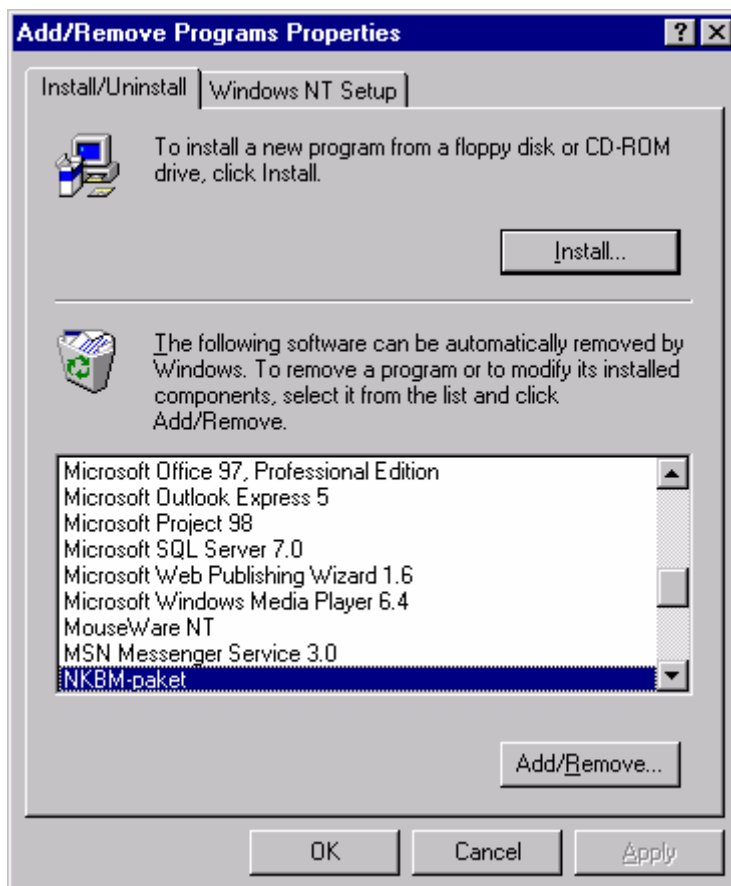 Add/Remove Programs Properties
Install/Uninstall
Windows NT Setup
To install a new program from a floppy disk or CD-ROM
drive, click Install.
Install...
The following software can be automatically removed by
Windows. To remove a program or to modify its installed
components, select it from the list and click
Add/Remove.
Microsoft Office 97, Professional Edition
Microsoft Outlook Express 5
Microsoft Project 98
Microsoft SQL Server 7.0
Microsoft Web Publishing Wizard 1.6
Microsoft Windows Media Player 6.4
MouseWare NT
MSN Messenger Service 3.0
NKBM-paket
Add/Remove...
OK
Cancel
Apply